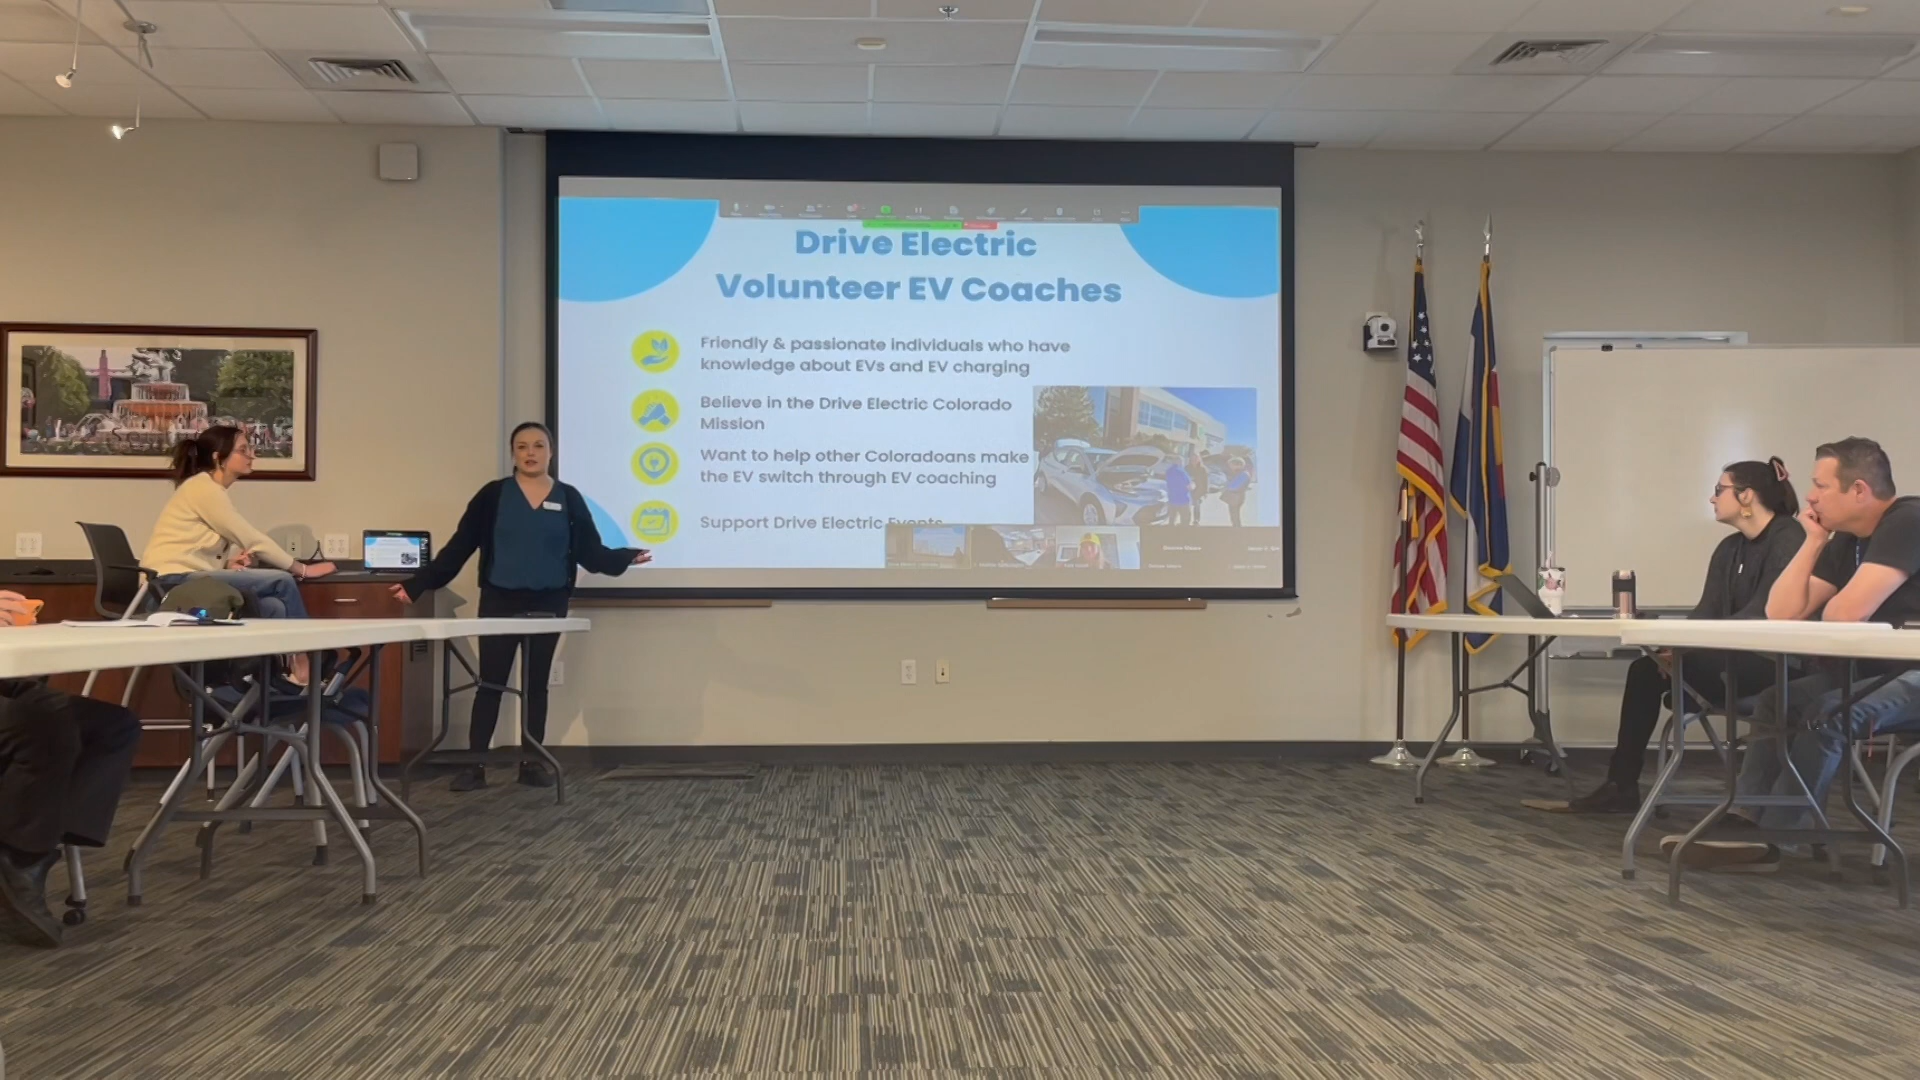 Drive Electric
Volunteer EV Coaches
Friendly & passionate individuals who have
knowledge about EVs and EV charging
Believe in the Drive Electric Colorado
Mission
Want to help other Coloradoans make
the EV switch through EV coaching
Support Drive Electric Events